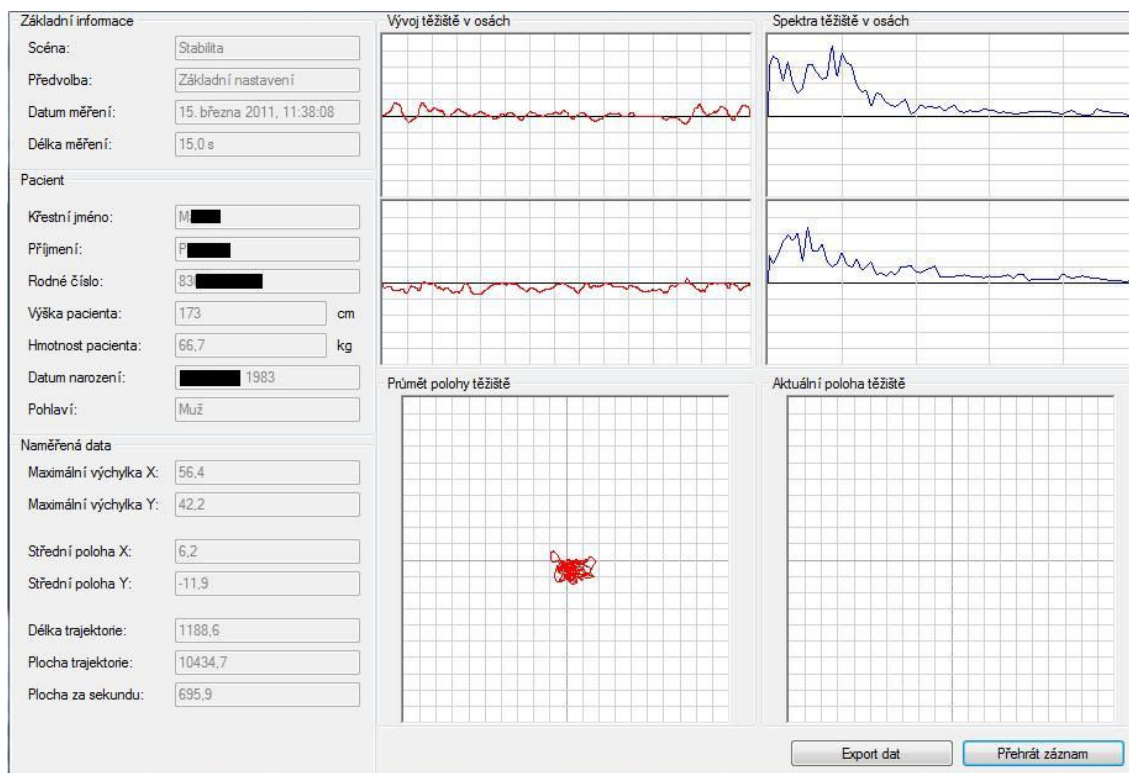 Základní informace
Scéna: Stabilita
Předvolba: Základní nastavení
Datum měření: 15. března 2011, 11:38:08
Délka měření: 15,0 s
Pacient
Křestní jméno: M
Příjmení: P
Rodné číslo: 83
Výška pacienta: 173 cm
Hmotnost pacienta: 66,7 kg
Datum narození: 1983
Pohlaví: Muž
Naměřená data
Maximální výchylka X: 56,4
Maximální výchylka Y: 42,2
Střední poloha X: 6,2
Střední poloha Y: -11,9
Délka trajektorie: 1188,6
Plocha trajektorie: 10434,7
Plocha za sekundu: 695,9
Vývoj těžiště v osách
Spektra těžiště v osách
Průmět polohy těžiště
Aktuální poloha těžiště
Export dat
Přehrát záznam